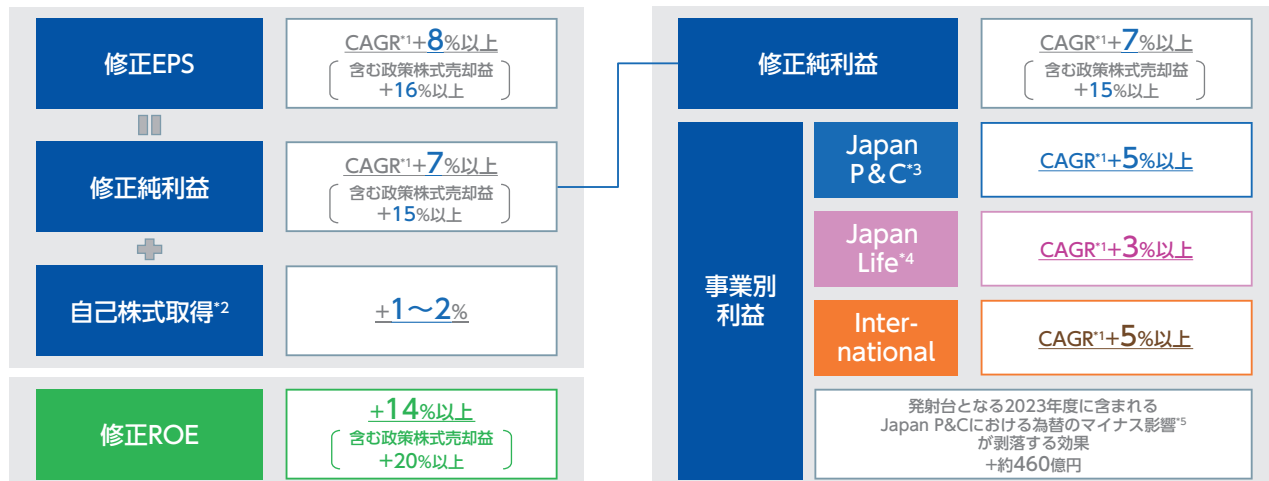 修正EPS
CAGR*1+8%以上
含む政策株式売却益
+16%以上
修正純利益
CAGR*1+7%以上
含む政策株式売却益
+15%以上
自己株式取得*2
+1〜2%
修正ROE
+14%以上
含む政策株式売却益
+20%以上
修正純利益
CAGR*1+7%以上
含む政策株式売却益
+15%以上
事業別
利益
Japan
P&C*3
CAGR*1+5%以上
Japan
Life*4
CAGR*1+3%以上
Inter-
national
CAGR*1+5%以上
発射台となる2023年度に含まれる
Japan P&Cにおける為替のマイナス影響*5
が剥落する効果
+約460億円